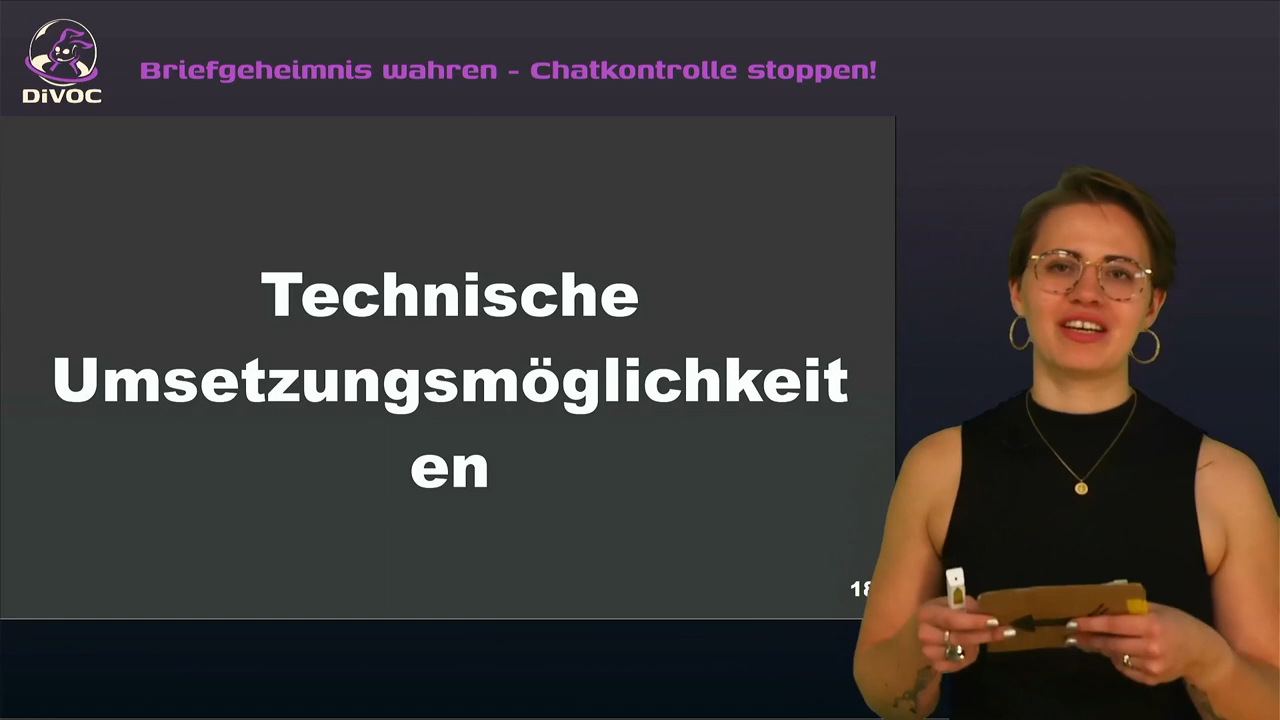 Briefgeheimnis wahren - Chatkontrolle stoppen!
DiVOC
Technische
Umsetzungsmöglichkeit
en